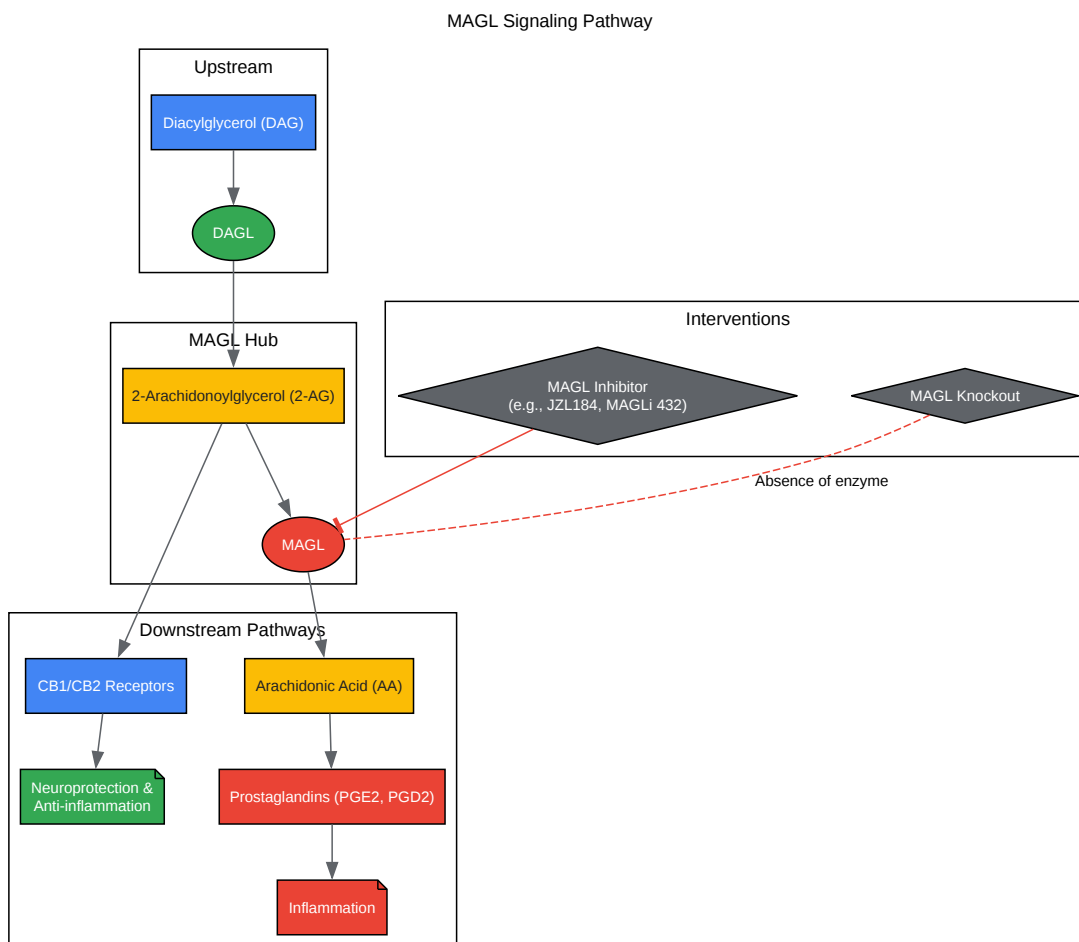 MAGL Signaling Pathway
Upstream
Diacylglycerol (DAG)
DAGL
Interventions
MAGL Hub
MAGL Inhibitor
(e.g., JZL184, MAGLi 432)
MAGL Knockout
2-Arachidonoylglycerol (2-AG)
Absence of enzyme
MAGL
Downstream Pathways
CB1/CB2 Receptors
Arachidonic Acid (AA)
Neuroprotection &
Anti-inflammation
Prostaglandins (PGE2, PGD2)
Inflammation